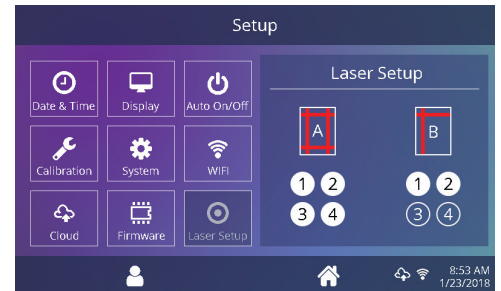 Setup
Date & Time
Display
Auto On/Off
Calibration
System
WIFI
Cloud
Firmware
Laser Setup
Laser Setup
A
B
1 2
1 2
3 4
3 4
8:53 AM
1/23/2018